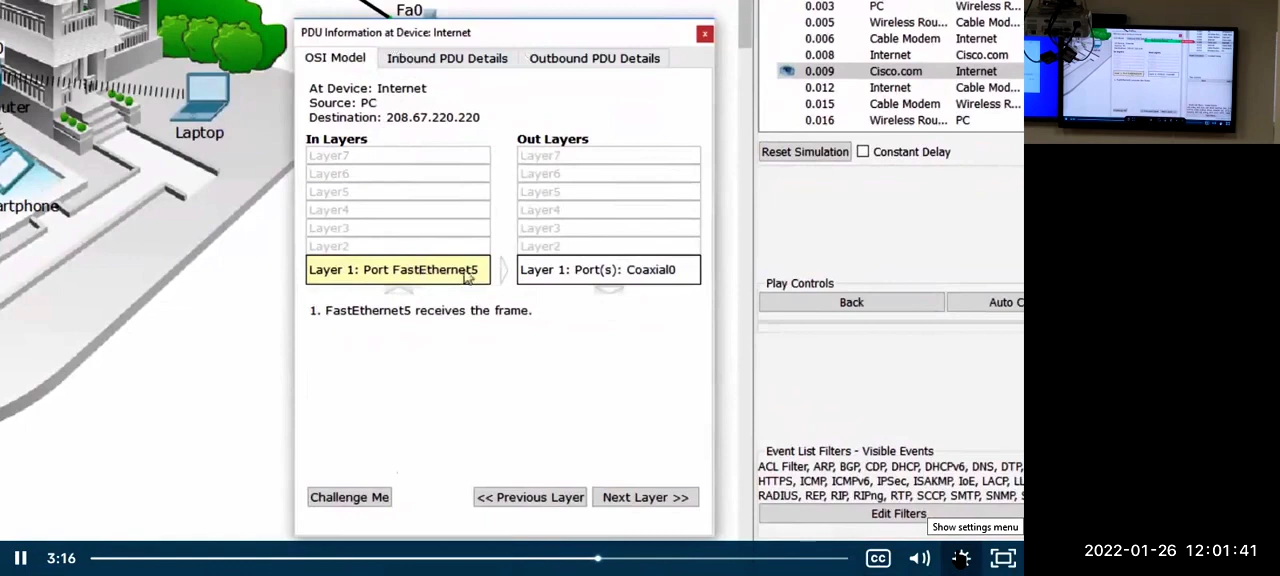 Fa0
PDU Information at Device: Internet
x
OSI Model
Inbound PDU Details
Outbound PDU Details
At Device: Internet
Source: PC
Destination: 208.67.220.220
In Layers
Out Layers
Layer7
Layer7
Layer6
Layer6
Layer5
Layer5
Layer4
Layer4
Layer3
Layer3
Layer2
Layer2
Layer 1: Port FastEthernet5
Layer 1: Port(s): Coaxial0
1. FastEthernet5 receives the frame.
Challenge Me
<< Previous Layer
Next Layer >>
uter
Laptop
artphone
0.003 PC Wireless R...
0.005 Wireless Rou... Cable Mod...
0.006 Cable Modem Internet
0.008 Internet Cisco.com
0.009 Cisco.com Internet
0.012 Internet Cable Mod...
0.015 Cable Modem Wireless R...
0.016 Wireless Rou... PC
Reset Simulation
Constant Delay
Play Controls
Back
Auto C
Event List Filters - Visible Events
ACL Filter, ARP, BGP, CDP, DHCP, DHCPv6, DNS, DTP,
HTTPS, ICMP, ICMPv6, IPSec, ISAKMP, IoE, LACP, LL
RADIUS, REP, RIP, RIPng, RTP, SCCP, SMTP, SNMP, S
Edit Filters
Show settings menu
3:16
CC
2022-01-26 12:01:41